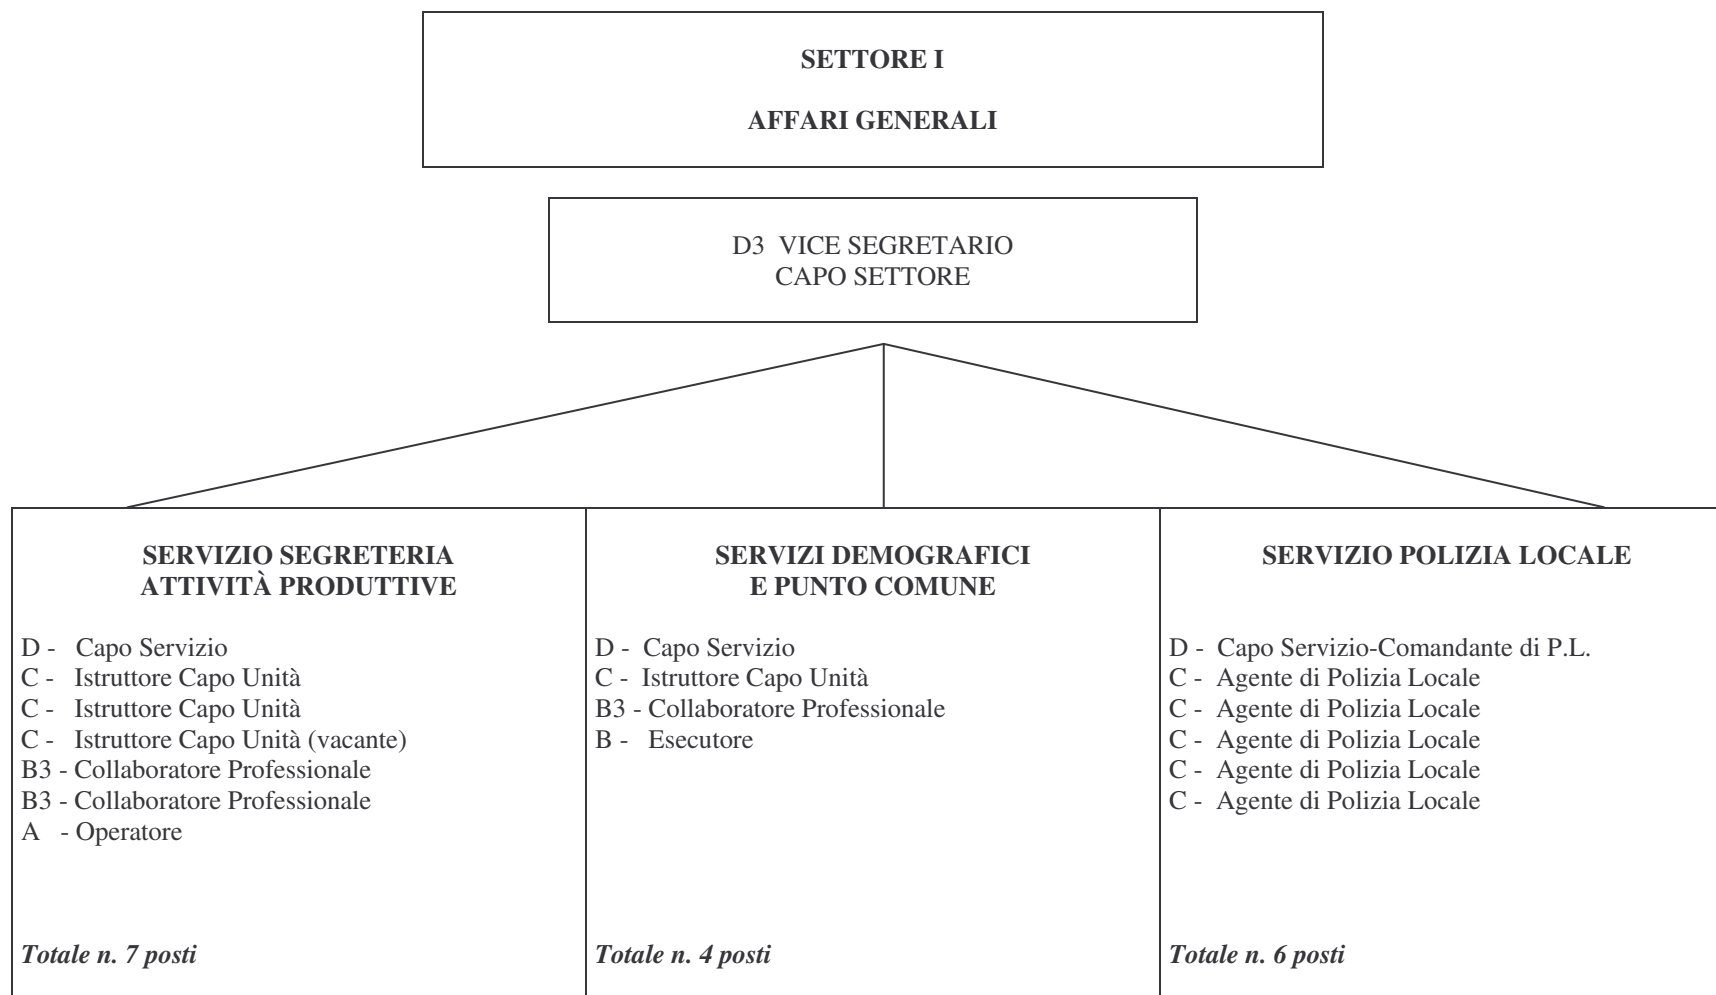 SETTORE I
AFFARI GENERALI
D3 VICE SEGRETARIO
CAPO SETTORE
SERVIZIO SEGRETERIA
ATTIVITÀ PRODUTTIVE
D - Capo Servizio
C - Istruttore Capo Unità
C - Istruttore Capo Unità
C - Istruttore Capo Unità (vacante)
B3 - Collaboratore Professionale
B3 - Collaboratore Professionale
A - Operatore
Totale n. 7 posti
SERVIZI DEMOGRAFICI
E PUNTO COMUNE
D - Capo Servizio
C - Istruttore Capo Unità
B3 - Collaboratore Professionale
B - Esecutore
Totale n. 4 posti
SERVIZIO POLIZIA LOCALE
D - Capo Servizio-Comandante di P.L.
C - Agente di Polizia Locale
C - Agente di Polizia Locale
C - Agente di Polizia Locale
C - Agente di Polizia Locale
C - Agente di Polizia Locale
Totale n. 6 posti